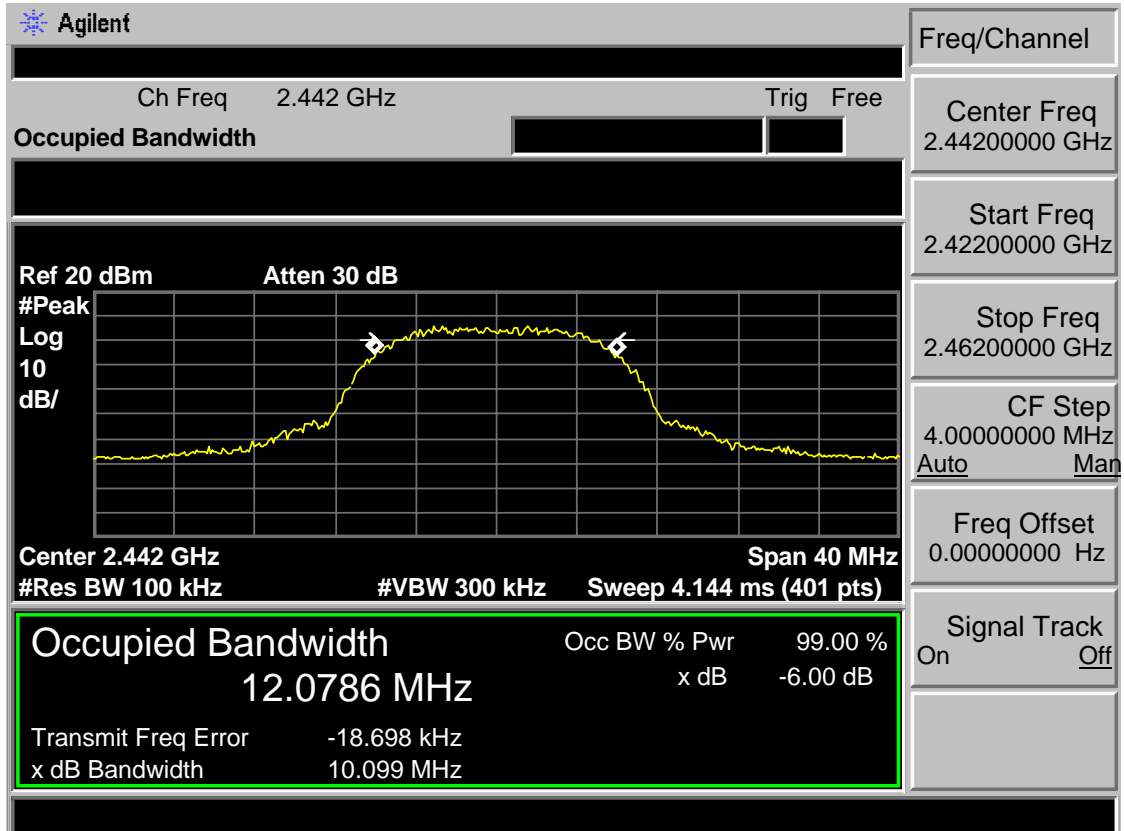 Agilent
Freq/Channel
Ch Freq 2.442 GHz Trig Free
Occupied Bandwidth
Center Freq
2.44200000 GHz
Start Freq
2.42200000 GHz
Stop Freq
2.46200000 GHz
CF Step
4.00000000 MHz
Auto Man
Freq Offset
0.00000000 Hz
Signal Track
On Off
Ref 20 dBm Atten 30 dB
#Peak
Log
10
dB/
Center 2.442 GHz Span 40 MHz
#Res BW 100 kHz #VBW 300 kHz Sweep 4.144 ms (401 pts)
Occupied Bandwidth Occ BW % Pwr 99.00 %
12.0786 MHz x dB -6.00 dB
Transmit Freq Error -18.698 kHz
x dB Bandwidth 10.099 MHz